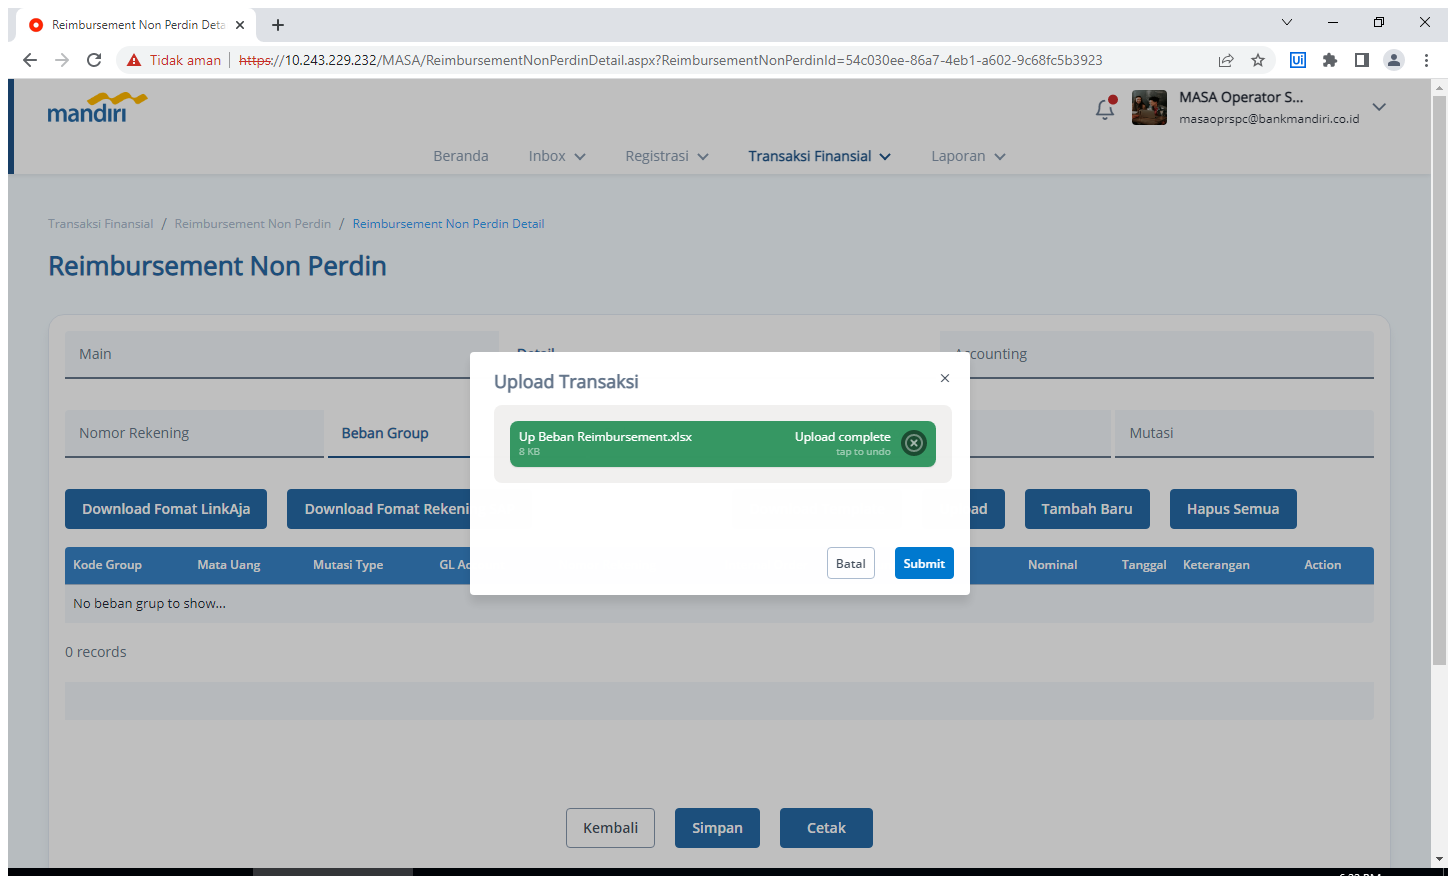 Reimbursement Non Perdin Deta
Tidak aman https://10.243.229.232/MASA/ReimbursementNonPerdinDetail.aspx?ReimbursementNonPerdinId=54c030ee-86a7-4eb1-a602-9c68fc5b3923
Ui
mandiri
MASA Operator S...
masaoprspc@bankmandiri.co.id
Beranda Inbox Registrasi Transaksi Finansial Laporan
Transaksi Finansial / Reimbursement Non Perdin / Reimbursement Non Perdin Detail
Reimbursement Non Perdin
Main Detail Accounting
Upload Transaksi
Nomor Rekening Beban Group Mutasi
Up Beban Reimbursement.xlsx Upload complete
8 KB tap to undo
Download Fomat LinkAja Download Fomat Rekeni ad Tambah Baru Hapus Semua
Batal Submit
Kode Group Mata Uang Mutasi Type GL Ac Nominal Tanggal Keterangan Action
No beban grup to show...
0 records
Kembali Simpan Cetak